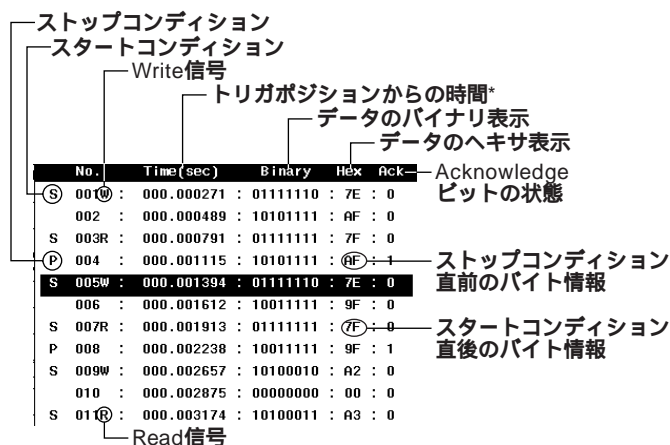 ストップコンディション
スタートコンディション
Write信号
トリガポジションからの時間*
データのバイナリ表示
データのヘキサ表示
No. Time(sec) Binary Hex Ack
Acknowledge
ビットの状態
S 001W : 000.000271 : 01111110 : 7E : 0
002 : 000.000489 : 10101111 : AF : 0
S 003R : 000.000791 : 01111111 : 7F : 0
P 004 : 000.001115 : 10101111 : AF : 1
ストップコンディション
直前のバイト情報
S 005W : 000.001394 : 01111110 : 7E : 0
006 : 000.001612 : 10011111 : 9F : 0
S 007R : 000.001913 : 01111111 : 7F : 0
スタートコンディション
直後のバイト情報
P 008 : 000.002238 : 10011111 : 9F : 1
S 009W : 000.002657 : 10100010 : A2 : 0
010 : 000.002875 : 00000000 : 00 : 0
S 011R : 000.003174 : 10100011 : A3 : 0
Read信号